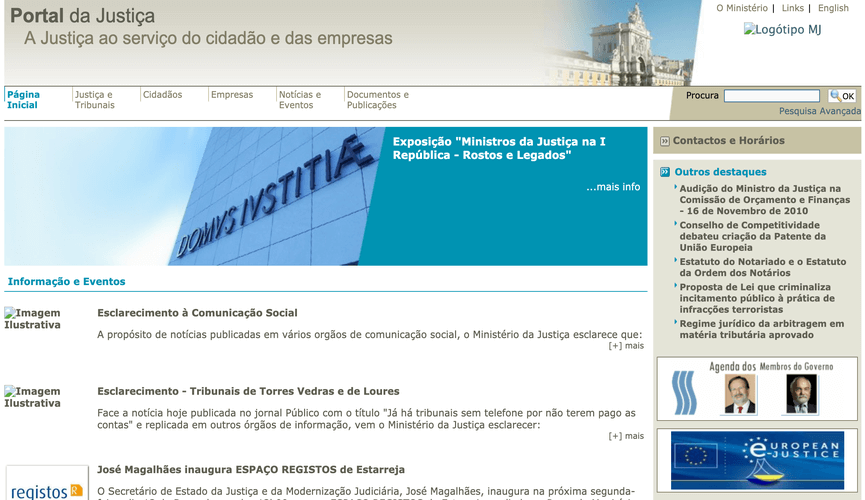 Portal da Justiça
A Justiça ao serviço do cidadão e das empresas
O Ministério | Links | English
Logótipo MJ
Página
Inicial
Justiça e
Tribunais
Cidadãos
Empresas
Notícias e
Eventos
Documentos e
Publicações
Procura
OK
Pesquisa Avançada
DOMVS IVSTITIÆ
Exposição "Ministros da Justiça na I
República - Rostos e Legados"
...mais info
Informação e Eventos
Imagem
Ilustrativa
Esclarecimento à Comunicação Social
A propósito de notícias publicadas em vários orgãos de comunicação social, o Ministério da Justiça esclarece que:
[+] mais
Imagem
Ilustrativa
Esclarecimento - Tribunais de Torres Vedras e de Loures
Face a notícia hoje publicada no jornal Público com o título "Já há tribunais sem telefone por não terem pago as
contas" e replicada em outros órgãos de informação, vem o Ministério da Justiça esclarecer:
[+] mais
registos
José Magalhães inaugura ESPAÇO REGISTOS de Estarreja
O Secretário de Estado da Justiça e da Modernização Judiciária, José Magalhães, inaugura na próxima segunda-
Contactos e Horários
Outros destaques
Audição do Ministro da Justiça na
Comissão de Orçamento e Finanças
- 16 de Novembro de 2010
Conselho de Competitividade
debateu criação da Patente da
União Europeia
Estatuto do Notariado e o Estatuto
da Ordem dos Notários
Proposta de Lei que criminaliza
incitamento público à prática de
infracções terroristas
Regime jurídico da arbitragem em
matéria tributária aprovado
Agenda dos Membros do Governo
EUROPEAN
JUSTICE